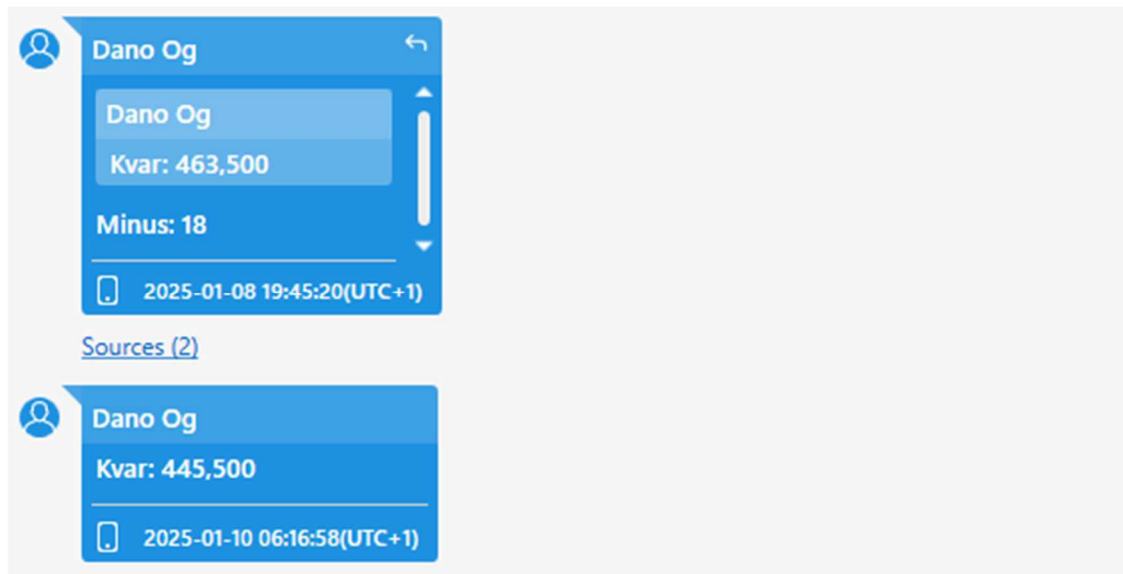 Dano Og
Dano Og
Kvar: 463,500
Minus: 18
2025-01-08 19:45:20(UTC+1)
Sources (2)
Dano Og
Kvar: 445,500
2025-01-10 06:16:58(UTC+1)